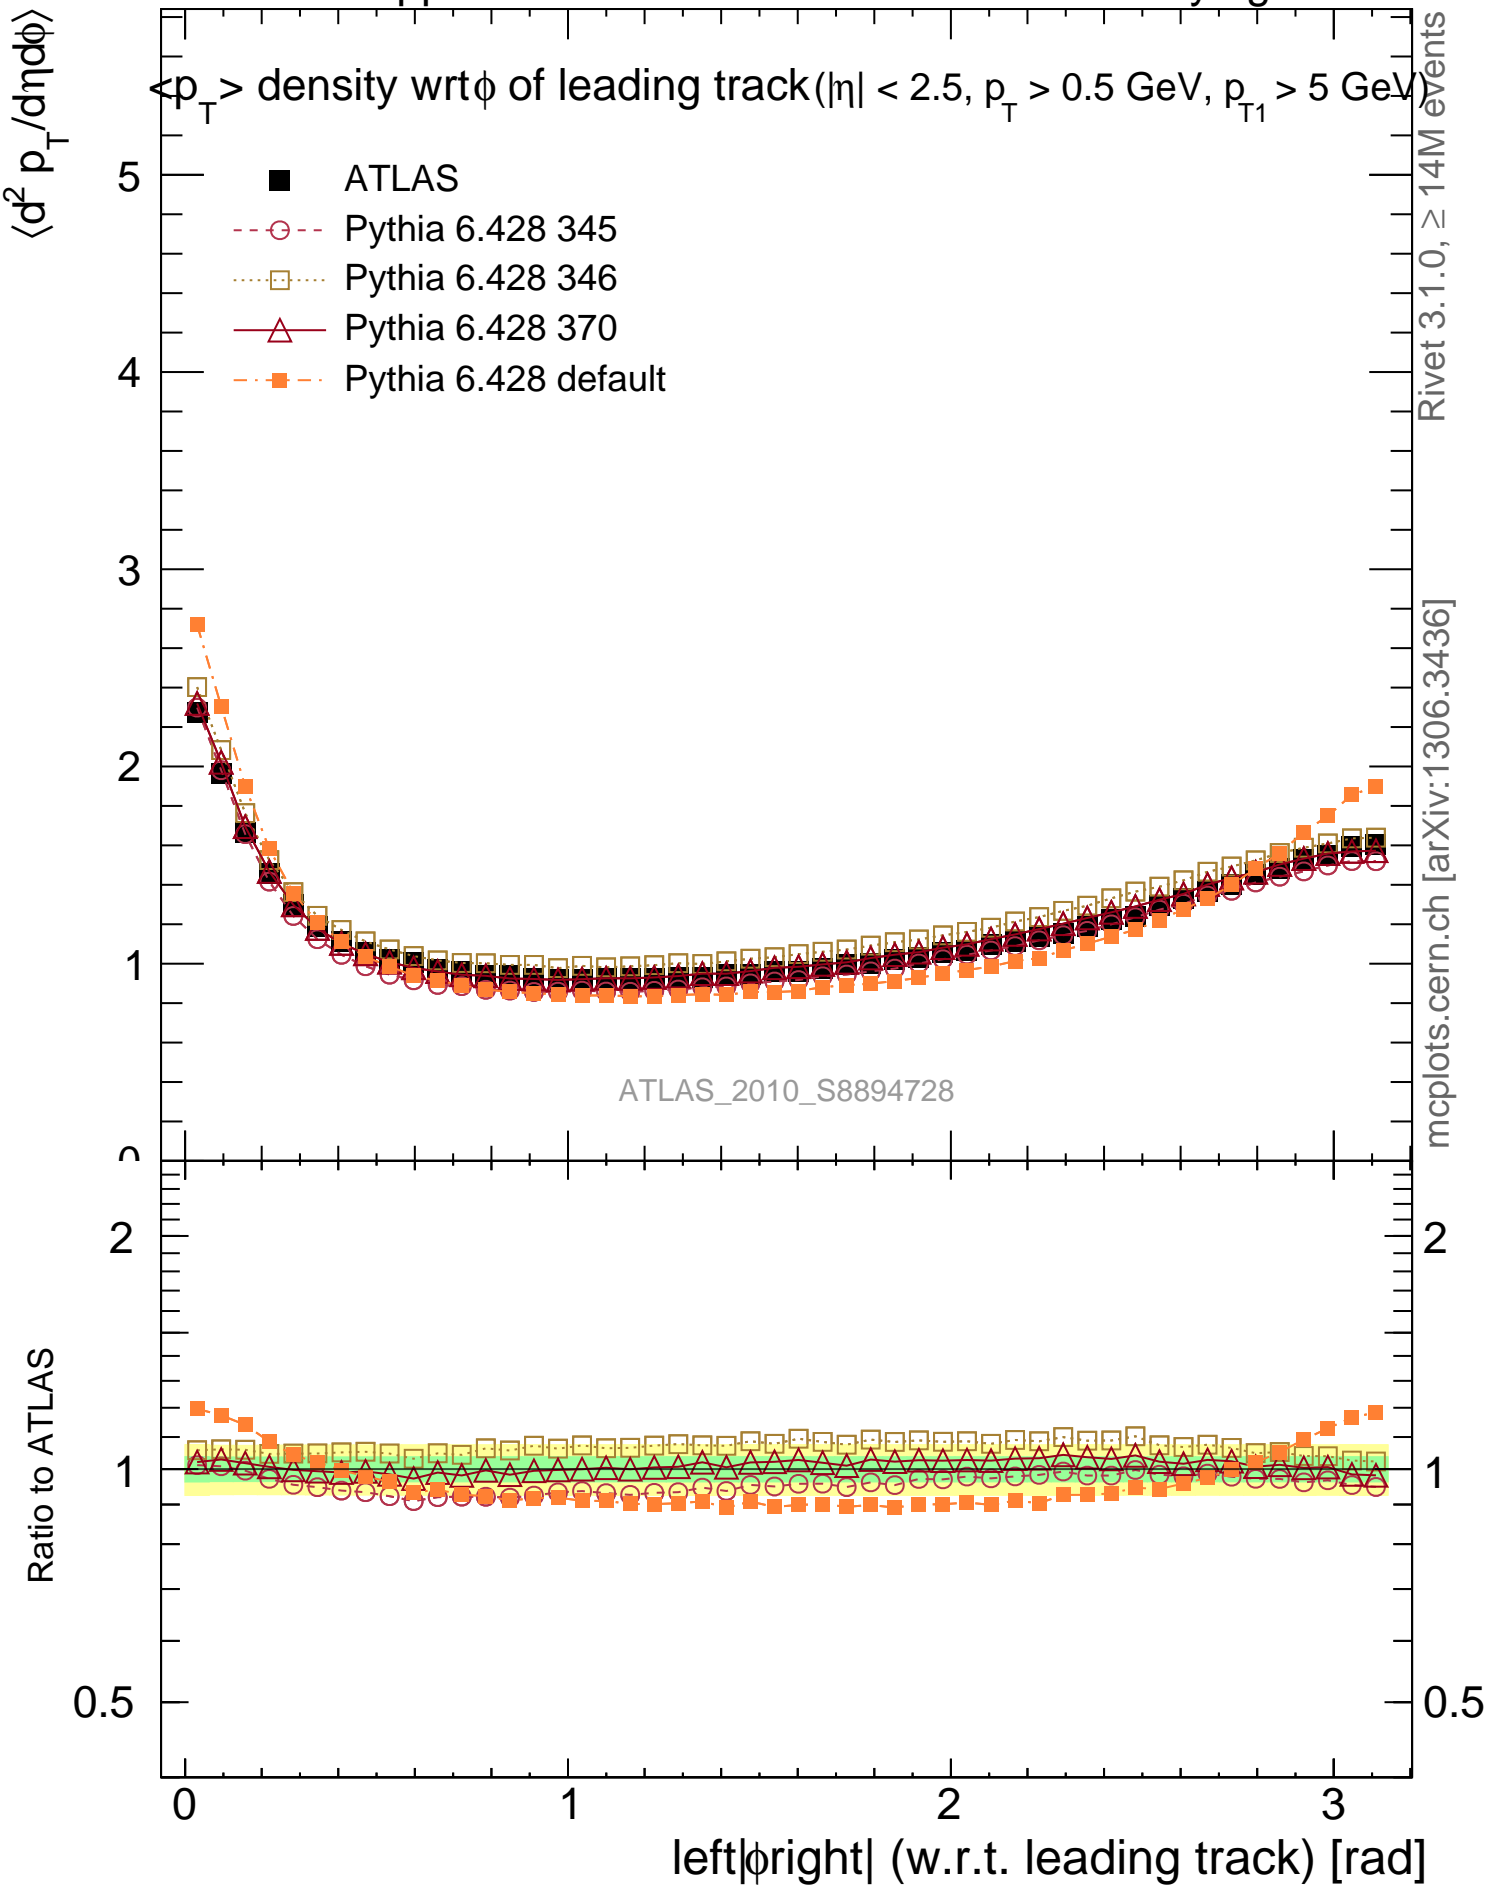 ⟨d² p_T/dηdϕ⟩
<p_T> density wrtϕ of leading track(|η| < 2.5, p_T > 0.5 GeV, p_T1 > 5 GeV)
ATLAS
Pythia 6.428 345
Pythia 6.428 346
Pythia 6.428 370
Pythia 6.428 default
5
4
3
2
1
0
ATLAS_2010_S8894728
Rivet 3.1.0, ≥ 14M events
mcplots.cern.ch [arXiv:1306.3436]
Ratio to ATLAS
2
1
0.5
2
1
0.5
0 1 2 3
left|ϕright| (w.r.t. leading track) [rad]